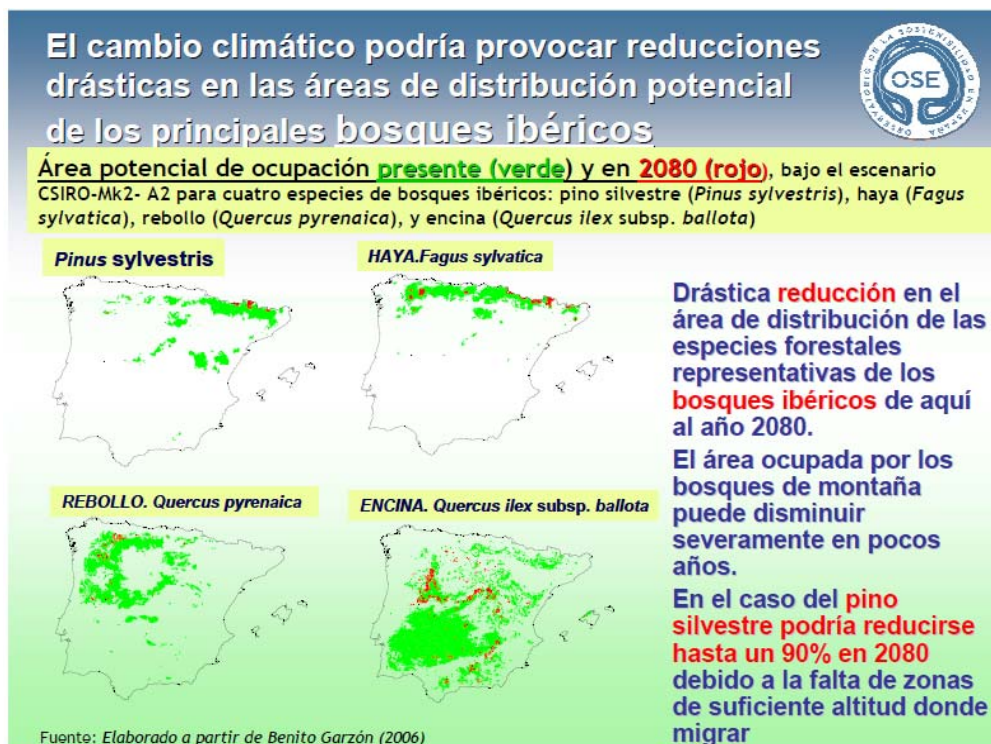 El cambio climático podría provocar reducciones
drásticas en las áreas de distribución potencial
de los principales bosques ibéricos
OBSERVATORIO DE LA SOSTENIBILIDAD EN ESPAÑA
OSE
Área potencial de ocupación presente (verde) y en 2080 (rojo), bajo el escenario
CSIRO-Mk2- A2 para cuatro especies de bosques ibéricos: pino silvestre (Pinus sylvestris), haya (Fagus
sylvatica), rebollo (Quercus pyrenaica), y encina (Quercus ilex subsp. ballota)
Pinus sylvestris
HAYA.Fagus sylvatica
REBOLLO. Quercus pyrenaica
ENCINA. Quercus ilex subsp. ballota
Drástica reducción en el
área de distribución de las
especies forestales
representativas de los
bosques ibéricos de aquí
al año 2080.
El área ocupada por los
bosques de montaña
puede disminuir
severamente en pocos
años.
En el caso del pino
silvestre podría reducirse
hasta un 90% en 2080
debido a la falta de zonas
de suficiente altitud donde
migrar
Fuente: Elaborado a partir de Benito Garzón (2006)